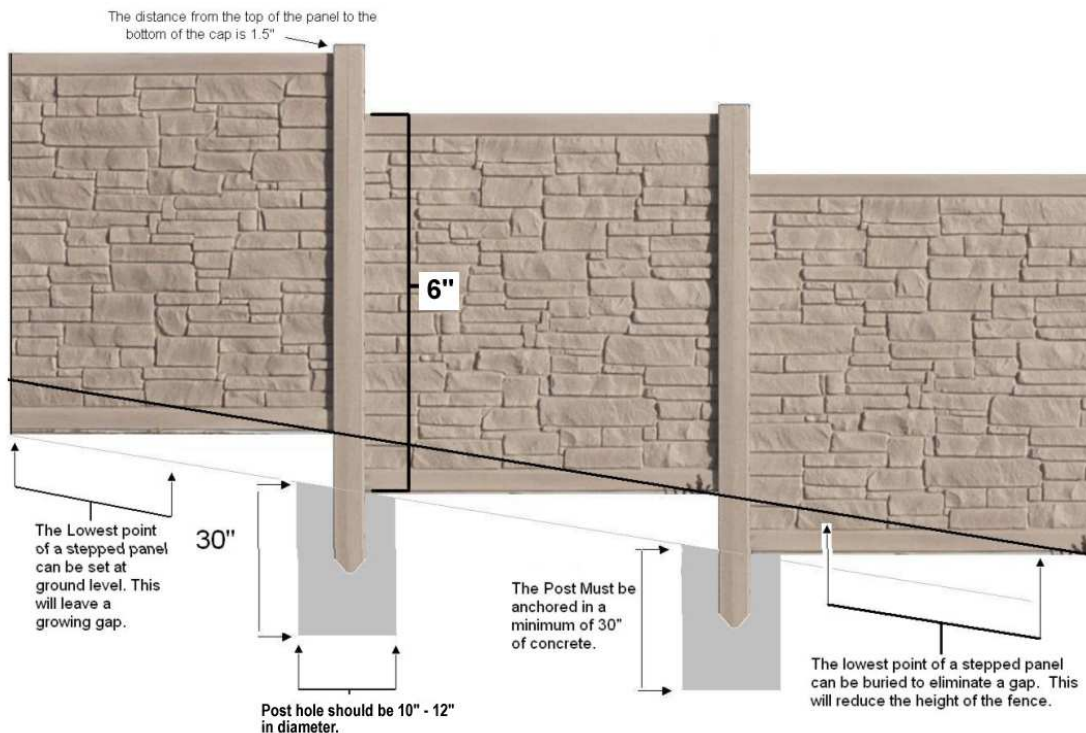 The distance from the top of the panel to the
bottom of the cap is 1.5"
6"
The Lowest point
of a stepped panel
can be set at
ground level. This
will leave a
growing gap.
30"
Post hole should be 10" - 12"
in diameter.
The Post Must be
anchored in a
minimum of 30"
of concrete.
The lowest point of a stepped panel
can be buried to eliminate a gap. This
will reduce the height of the fence.